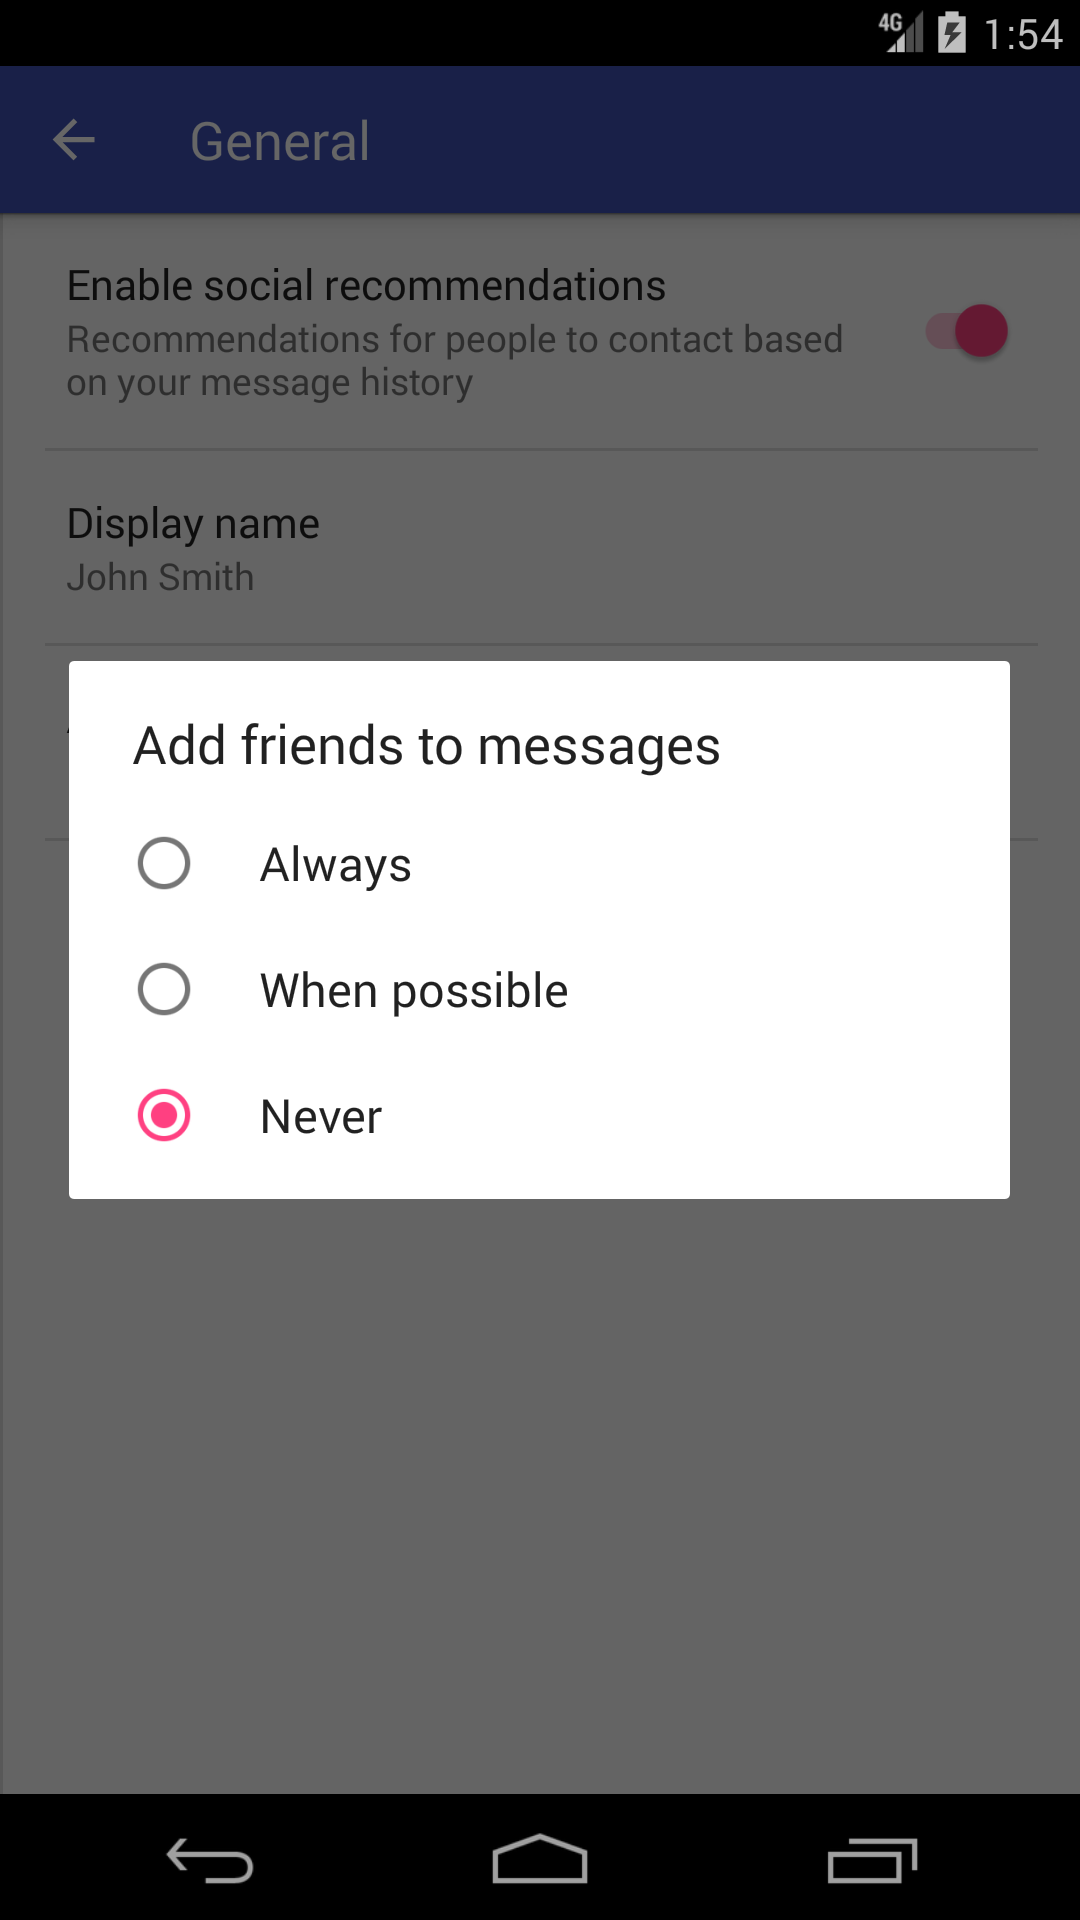 4G 1:54
General
Enable social recommendations
Recommendations for people to contact based
on your message history
Display name
John Smith
Add friends to messages
Always
When possible
Never